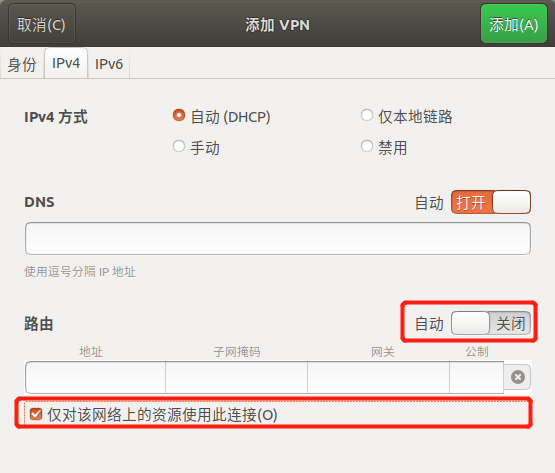 取消(C) 添加 VPN 添加(A)
身份 IPv4 IPv6
IPv4 方式 自动 (DHCP) 仅本地链路
手动 禁用
DNS 自动 打开
使用逗号分隔 IP 地址
路由 自动 关闭
地址 子网掩码 网关 公制
仅对该网络上的资源使用此连接(O)